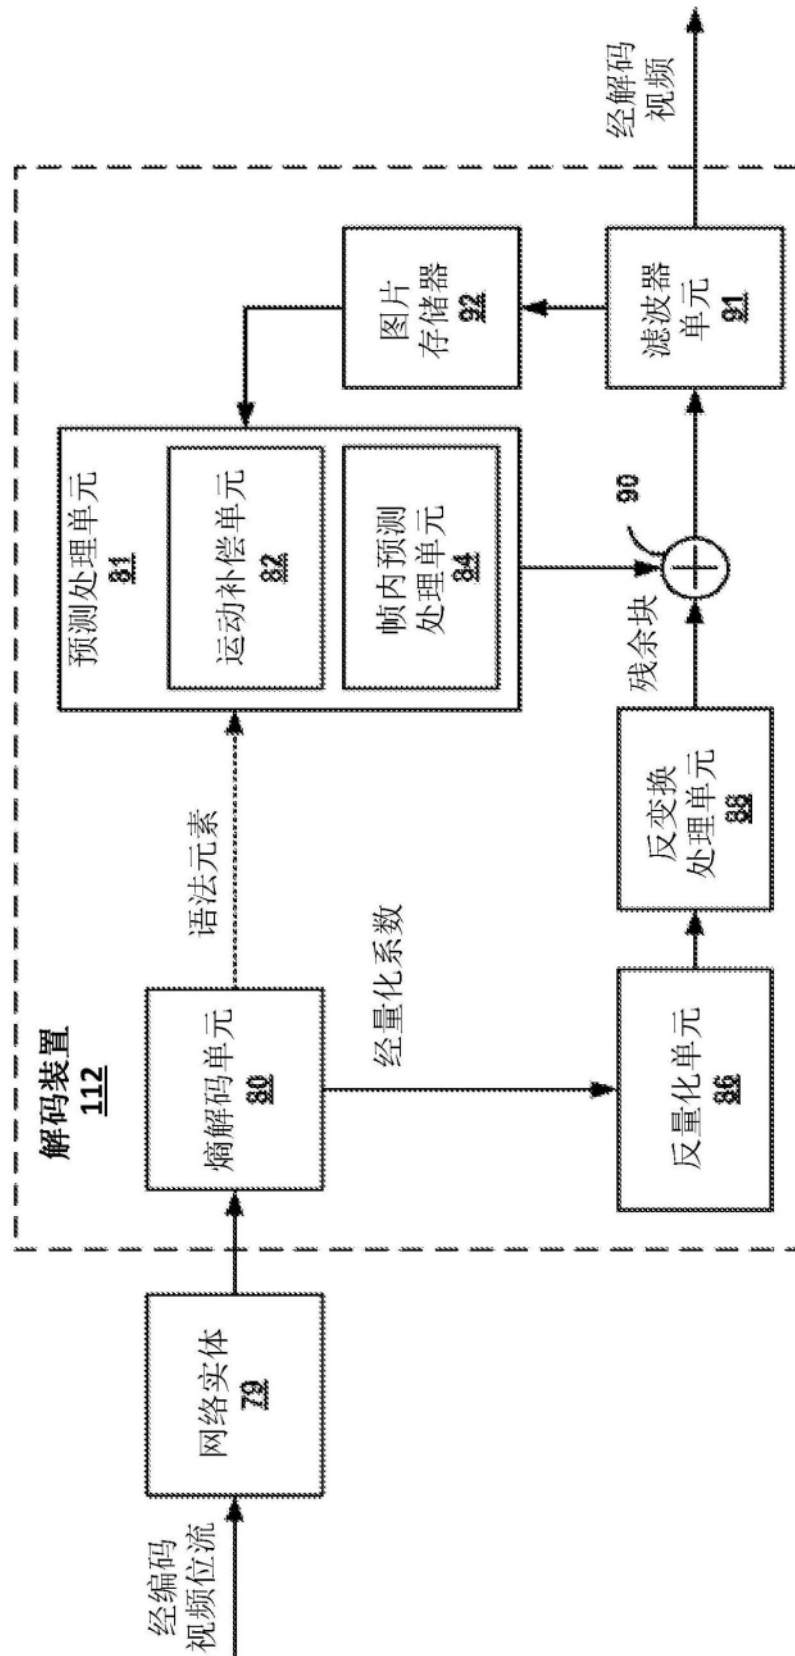 经编码
视频位流
网络实体
79
解码装置
112
熵解码单元
80
语法元素
经量化系数
预测处理单元
81
运动补偿单元
82
帧内预测
处理单元
84
反量化单元
86
反变换
处理单元
88
残余块
90
图片
存储器
92
滤波器
单元
91
经解码
视频